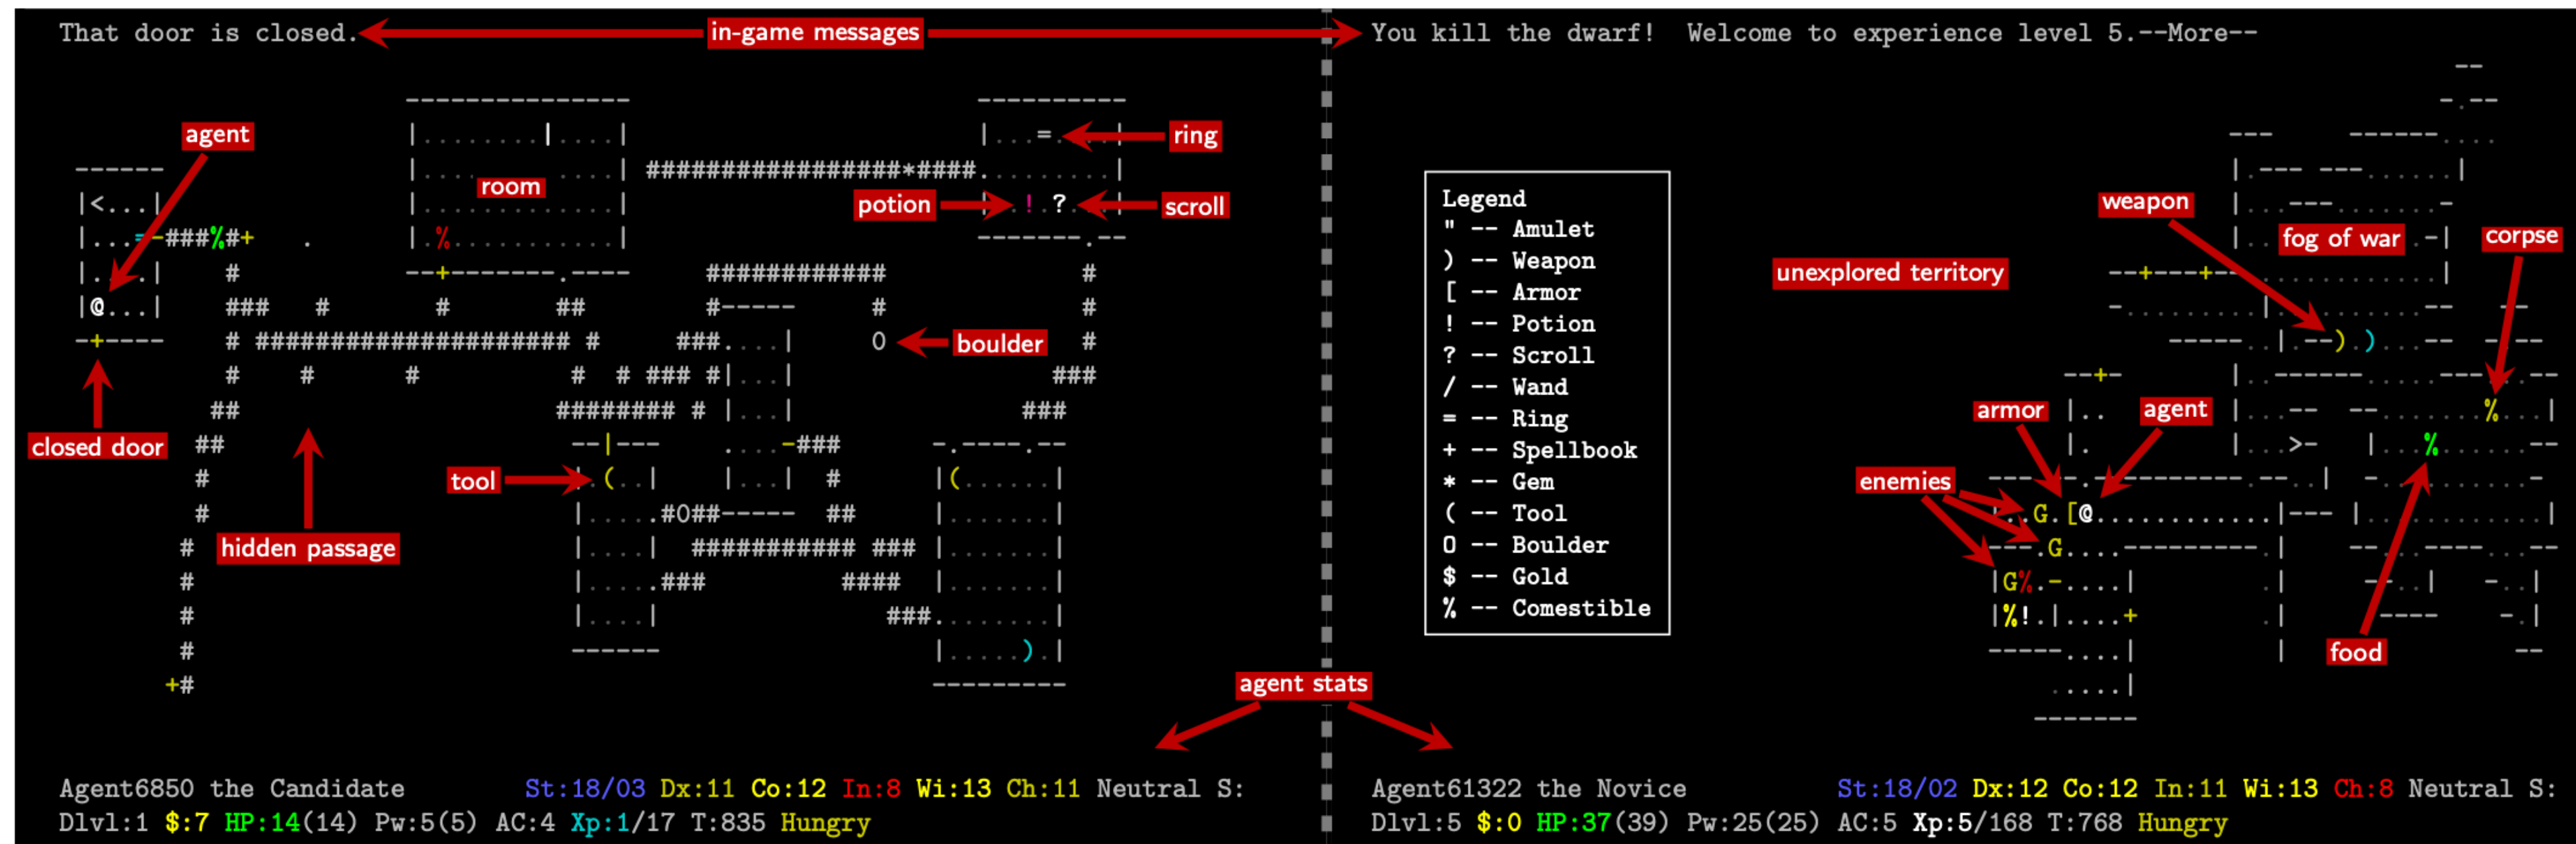 That door is closed.
in-game messages
You kill the dwarf!  Welcome to experience level 5.--More--
agent
ring
room
potion
scroll
boulder
closed door
tool
hidden passage
Legend
" -- Amulet
) -- Weapon
[ -- Armor
! -- Potion
? -- Scroll
/ -- Wand
= -- Ring
+ -- Spellbook
* -- Gem
( -- Tool
0 -- Boulder
$ -- Gold
% -- Comestible
weapon
fog of war
corpse
unexplored territory
armor
agent
enemies
food
agent stats
Agent6850 the Candidate        St:18/03 Dx:11 Co:12 In:8 Wi:13 Ch:11 Neutral S:
Dlvl:1 $:7 HP:14(14) Pw:5(5) AC:4 Xp:1/17 T:835 Hungry
Agent61322 the Novice          St:18/02 Dx:12 Co:12 In:11 Wi:13 Ch:8 Neutral S:
Dlvl:5 $:0 HP:37(39) Pw:25(25) AC:5 Xp:5/168 T:768 Hungry